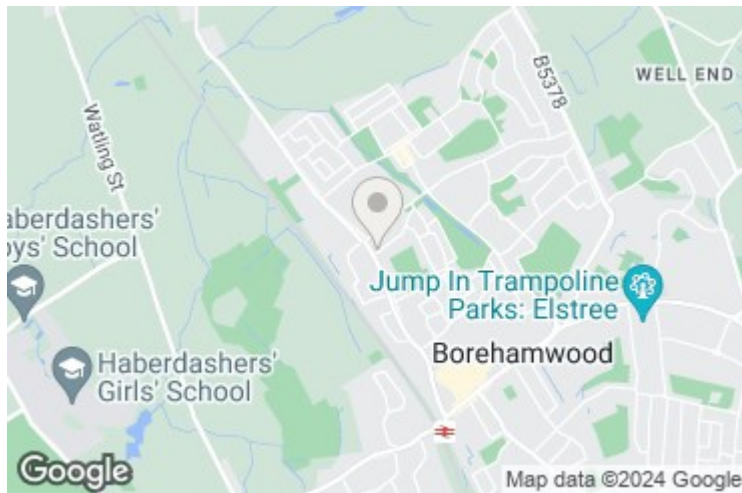 WELL END
B5378
Watling St
aberdashers'
oys' School
Jump In Trampoline
Parks: Elstree
Haberdashers'
Girls' School
Borehamwood
Google
Map data ©2024 Google